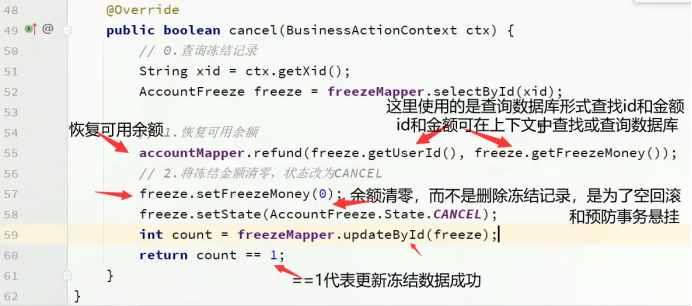 48 @Override
49 @ public boolean cancel(BusinessActionContext ctx) {
50 // 0.查询冻结记录
51 String xid = ctx.getXid();
52 AccountFreeze freeze = freezeMapper.selectById(xid);
53 这里使用的是查询数据库形式查找id和金额
恢复可用余额 1.恢复可用余额 id和金额可在上下文中查找或查询数据库
55 accountMapper.refund(freeze.getUserId(), freeze.getFreezeMoney());
56 // 2.将冻结金额清零，状态改为CANCEL
57 freeze.setFreezeMoney(0); 余额清零，而不是删除冻结记录，是为了空回滚
58 freeze.setState(AccountFreeze.State.CANCEL); 和预防事务悬挂
59 int count = freezeMapper.updateById(freeze);
60 return count == 1;
61 } ==1代表更新冻结数据成功
62 }